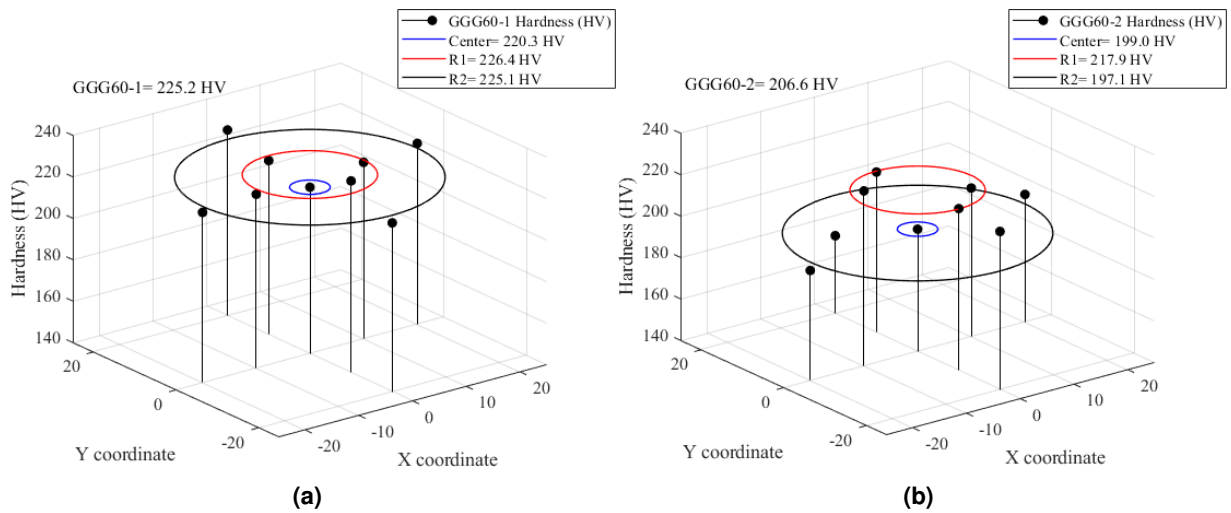 GGG60-1 Hardness (HV)
Center= 220.3 HV
R1= 226.4 HV
R2= 225.1 HV
GGG60-1= 225.2 HV
240
220
200
180
160
140
Hardness (HV)
20
0
-20
Y coordinate
-20
-10
0
10
20
X coordinate
(a)
GGG60-2 Hardness (HV)
Center= 199.0 HV
R1= 217.9 HV
R2= 197.1 HV
GGG60-2= 206.6 HV
240
220
200
180
160
140
Hardness (HV)
20
0
-20
Y coordinate
-20
-10
0
10
20
X coordinate
(b)